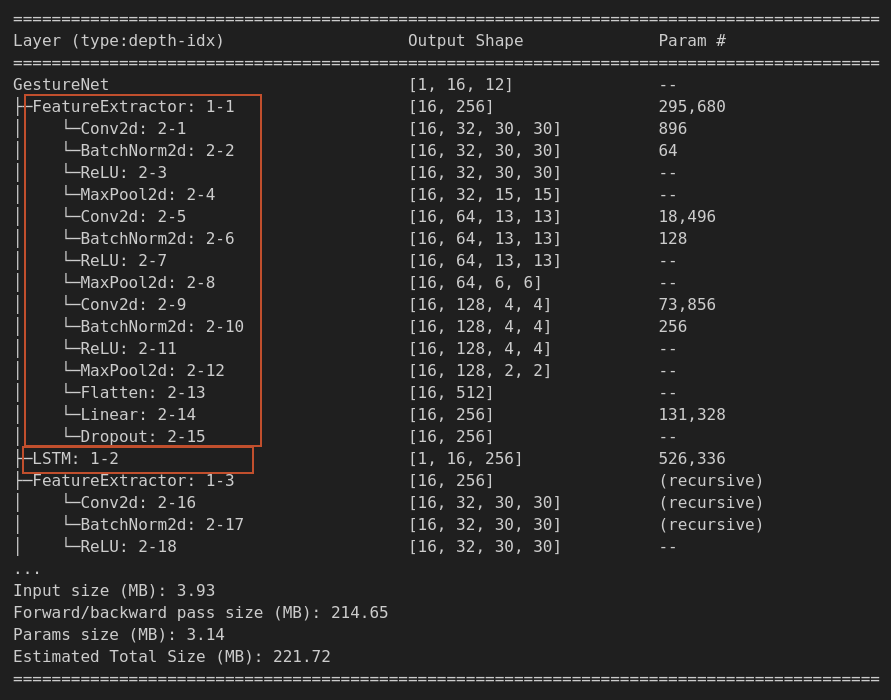 ==========================================================================================
Layer (type:depth-idx)                   Output Shape              Param #
==========================================================================================
GestureNet                               [1, 16, 12]               --
├─FeatureExtractor: 1-1                  [16, 256]                 295,680
│    └─Conv2d: 2-1                       [16, 32, 30, 30]          896
│    └─BatchNorm2d: 2-2                  [16, 32, 30, 30]          64
│    └─ReLU: 2-3                         [16, 32, 30, 30]          --
│    └─MaxPool2d: 2-4                    [16, 32, 15, 15]          --
│    └─Conv2d: 2-5                       [16, 64, 13, 13]          18,496
│    └─BatchNorm2d: 2-6                  [16, 64, 13, 13]          128
│    └─ReLU: 2-7                         [16, 64, 13, 13]          --
│    └─MaxPool2d: 2-8                    [16, 64, 6, 6]            --
│    └─Conv2d: 2-9                       [16, 128, 4, 4]           73,856
│    └─BatchNorm2d: 2-10                 [16, 128, 4, 4]           256
│    └─ReLU: 2-11                        [16, 128, 4, 4]           --
│    └─MaxPool2d: 2-12                   [16, 128, 2, 2]           --
│    └─Flatten: 2-13                     [16, 512]                 --
│    └─Linear: 2-14                      [16, 256]                 131,328
│    └─Dropout: 2-15                     [16, 256]                 --
├─LSTM: 1-2                              [1, 16, 256]              526,336
├─FeatureExtractor: 1-3                  [16, 256]                 (recursive)
│    └─Conv2d: 2-16                      [16, 32, 30, 30]          (recursive)
│    └─BatchNorm2d: 2-17                 [16, 32, 30, 30]          (recursive)
│    └─ReLU: 2-18                        [16, 32, 30, 30]          --
...
Input size (MB): 3.93
Forward/backward pass size (MB): 214.65
Params size (MB): 3.14
Estimated Total Size (MB): 221.72
==========================================================================================